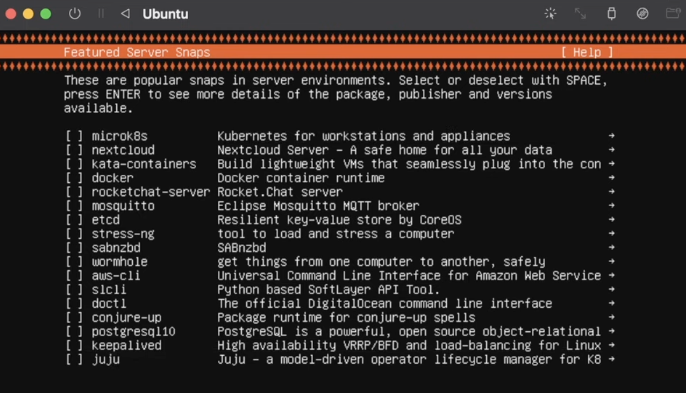 Ubuntu
Featured Server Snaps [ Help ]
These are popular snaps in server environments. Select or deselect with SPACE,
press ENTER to see more details of the package, publisher and versions
available.
[ ] microk8s Kubernetes for workstations and appliances →
[ ] nextcloud Nextcloud Server – A safe home for all your data →
[ ] kata-containers Build lightweight VMs that seamlessly plug into the con →
[ ] docker Docker container runtime →
[ ] rocketchat-server Rocket.Chat server →
[ ] mosquitto Eclipse Mosquitto MQTT broker →
[ ] etcd Resilient key-value store by CoreOS →
[ ] stress-ng tool to load and stress a computer →
[ ] sabnzbd SABnzbd →
[ ] wormhole get things from one computer to another, safely →
[ ] aws-cli Universal Command Line Interface for Amazon Web Service →
[ ] slcli Python based SoftLayer API Tool. →
[ ] doctl The official DigitalOcean command line interface →
[ ] conjure-up Package runtime for conjure-up spells →
[ ] postgresql10 PostgreSQL is a powerful, open source object-relational →
[ ] keepalived High availability VRRP/BFD and load-balancing for Linux →
[ ] juju Juju – a model-driven operator lifecycle manager for K8 →